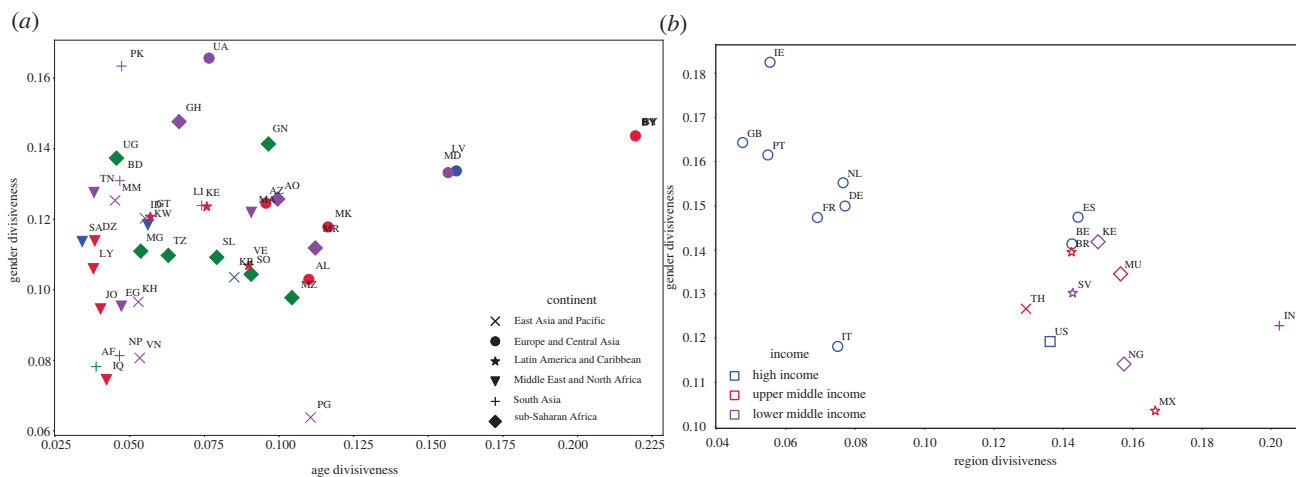 (a)
0.16
0.14
0.12
0.10
0.08
0.06
gender divisiveness
0.025
0.050
0.075
0.100
0.125
0.150
0.175
0.200
0.225
age divisiveness
PK
UA
GH
GN
UG
BD
TN
MM
GT
KW
LI
KE
AZ
AO
MD
LV
SA
DZ
MG
TZ
SL
VE
SO
MK
MR
LY
AL
MZ
JO
EG
KH
NP
VN
AF
IQ
PG
continent
East Asia and Pacific
Europe and Central Asia
Latin America and Caribbean
Middle East and North Africa
South Asia
sub-Saharan Africa
(b)
0.18
0.17
0.16
0.15
0.14
0.13
0.12
0.11
0.10
gender divisiveness
0.04
0.06
0.08
0.10
0.12
0.14
0.16
0.18
0.20
region divisiveness
IE
GB
PT
NL
DE
FR
ES
BE
BR
KE
MU
SV
TH
US
IT
IN
NG
MX
income
high income
upper middle income
lower middle income